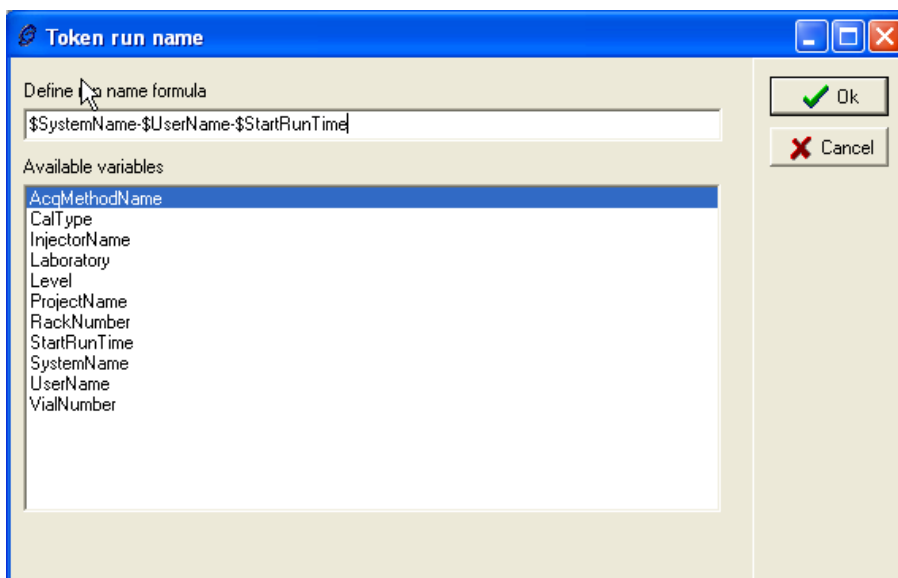 Token run name
Define run name formula
Ok
$SystemName-$UserName-$StartRunTime
Cancel
Available variables
AcqMethodName
CalType
InjectorName
Laboratory
Level
ProjectName
RackNumber
StartRunTime
SystemName
UserName
VialNumber